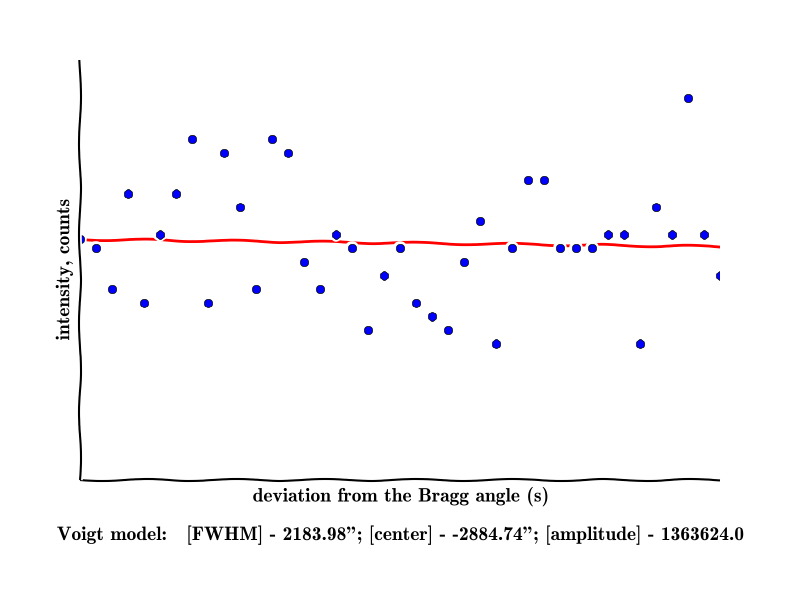 intensity, counts
deviation from the Bragg angle (s)
Voigt model: [FWHM] - 2183.98”; [center] - -2884.74”; [amplitude] - 1363624.0